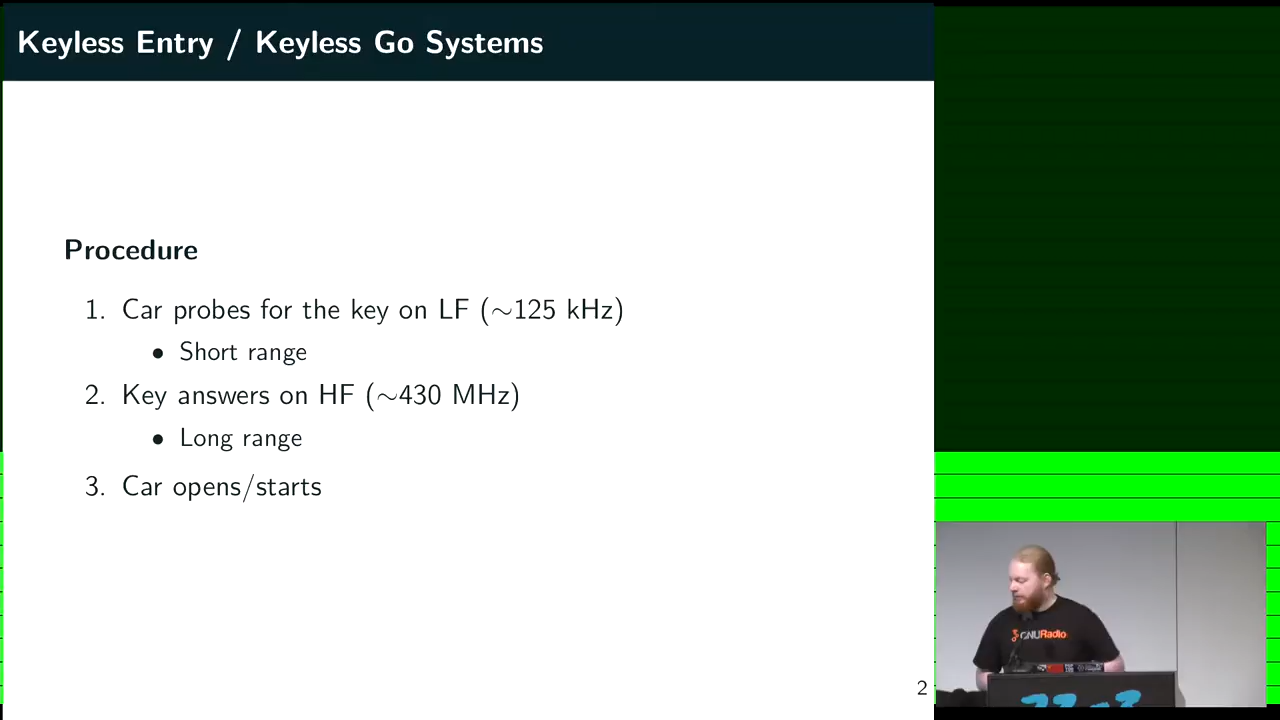 Keyless Entry / Keyless Go Systems
Procedure
1. Car probes for the key on LF (∼125 kHz)
• Short range
2. Key answers on HF (∼430 MHz)
• Long range
3. Car opens/starts
2
GNURadio